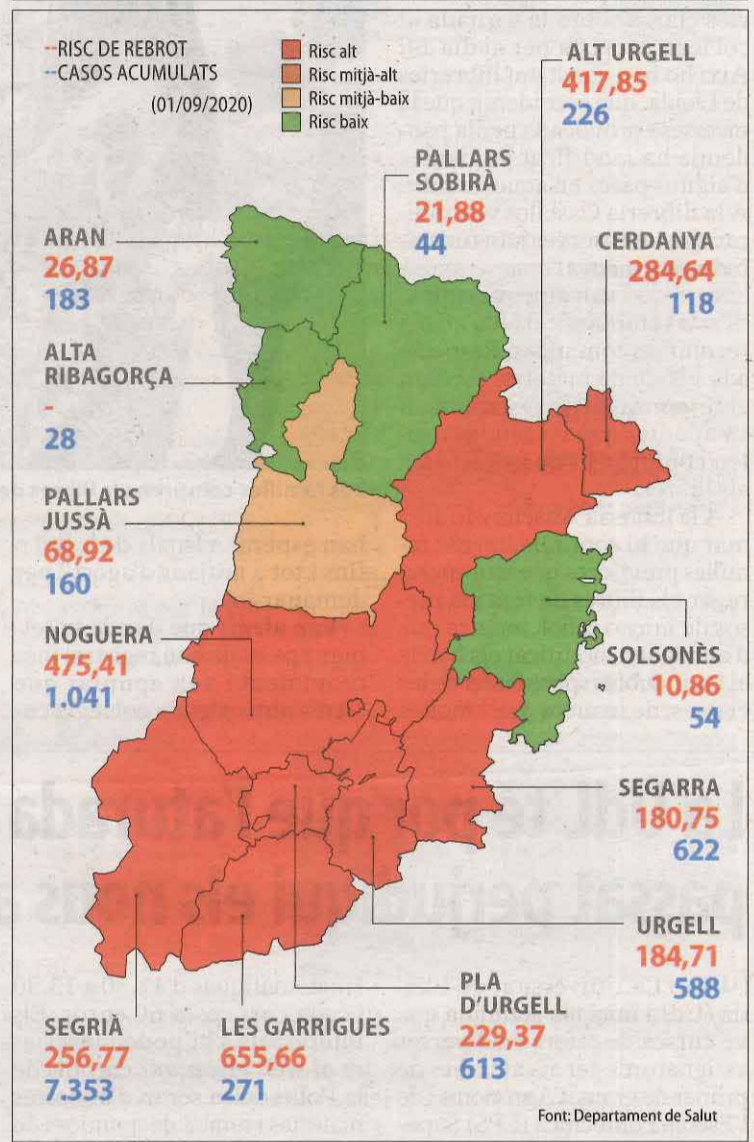 RISC DE REBROT
CASOS ACUMULATS
(01/09/2020)
Risc alt
Risc mitjà-alt
Risc mitjà-baix
Risc baix
ALT URGELL
417,85
226
PALLARS
SOBIRÀ
21,88
44
CERDANYA
284,64
118
ARAN
26,87
183
ALTA
RIBAGORÇA
-
28
PALLARS
JUSSÀ
68,92
160
NOGUERA
475,41
1.041
SOLSONÈS
10,86
54
SEGARRA
180,75
622
URGELL
184,71
588
PLA
D'URGELL
229,37
613
SEGRIÀ
256,77
7.353
LES GARRIGUES
655,66
271
Font: Departament de Salut